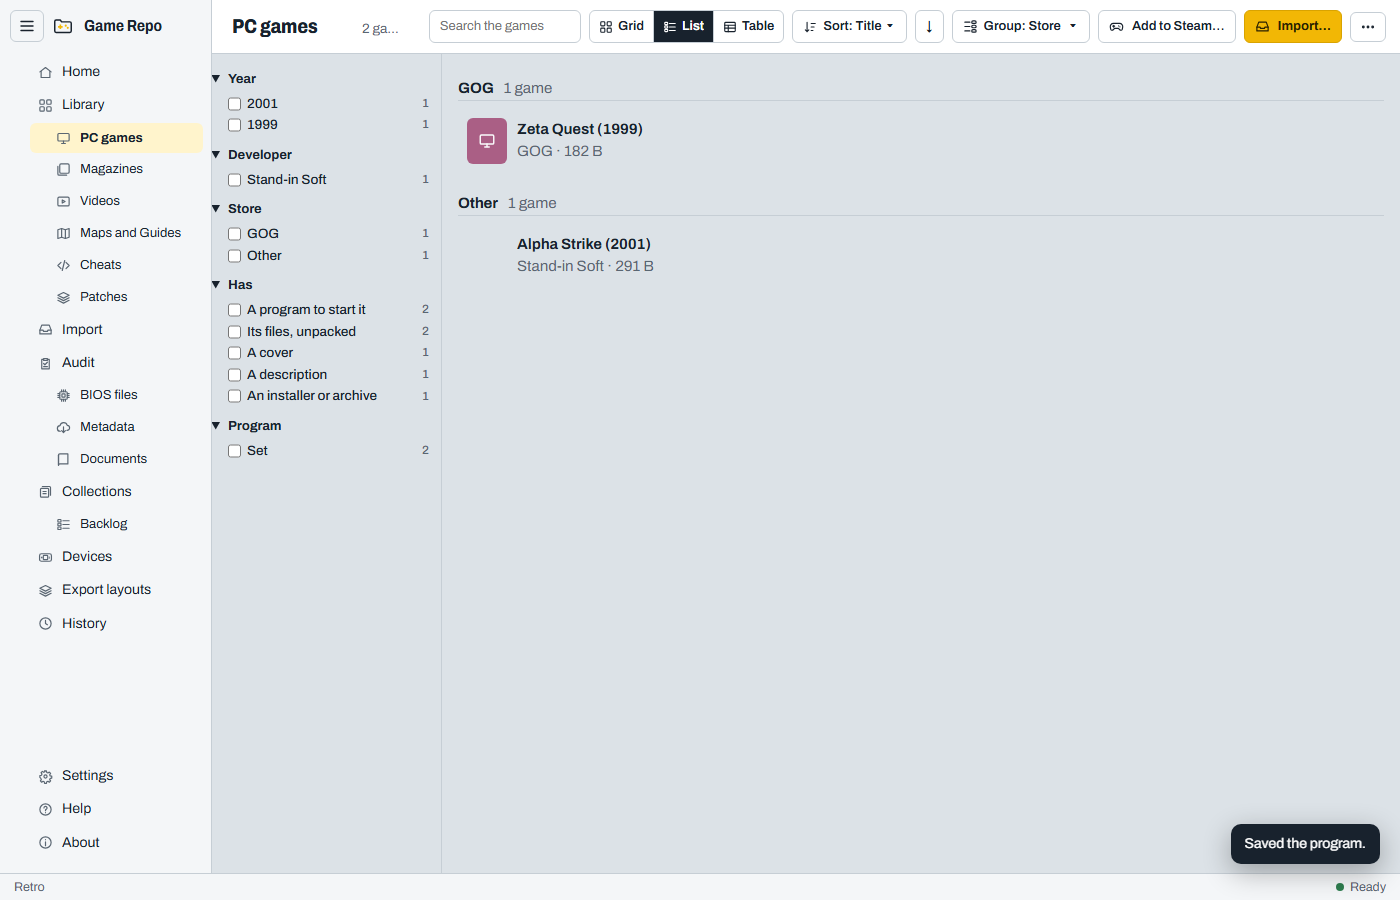 Game Repo
PC games
2 ga...
Search the games
Grid
List
Table
Sort: Title
Group: Store
Add to Steam...
Import...
Home
Library
PC games
Magazines
Videos
Maps and Guides
Cheats
Patches
Import
Audit
BIOS files
Metadata
Documents
Collections
Backlog
Devices
Export layouts
History
Settings
Help
About
Year
2001 1
1999 1
Developer
Stand-in Soft 1
Store
GOG 1
Other 1
Has
A program to start it 2
Its files, unpacked 2
A cover 1
A description 1
An installer or archive 1
Program
Set 2
GOG 1 game
Zeta Quest (1999)
GOG · 182 B
Other 1 game
Alpha Strike (2001)
Stand-in Soft · 291 B
Saved the program.
Retro
Ready